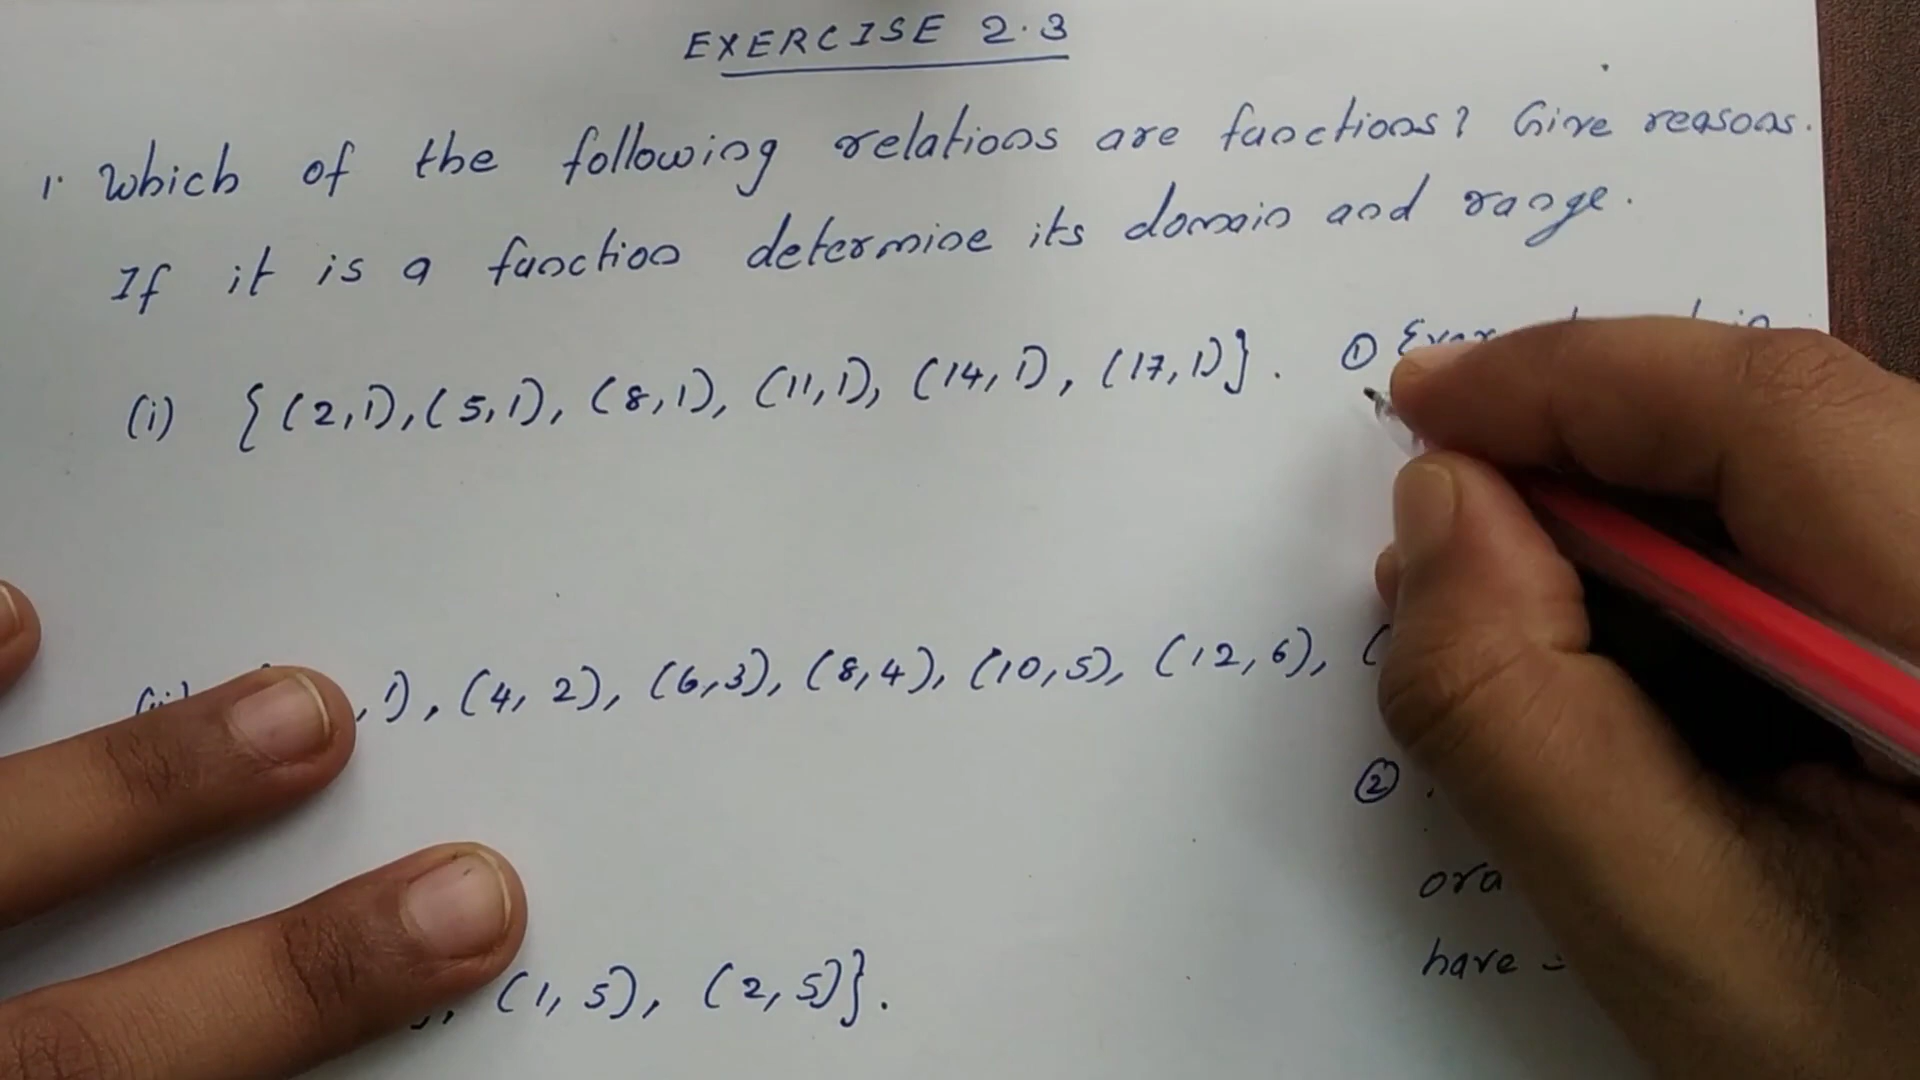 EXERCISE 2.3
1. Which of the following relations are functions? Give reasons.
If it is a function determine its domain and range.
(i) {(2,1),(5,1),(8,1),(11,1),(14,1),(17,1)}. ①
,1),(4,2),(6,3),(8,4),(10,5),(12,6),(
②
have
(1,5),(2,5)}.